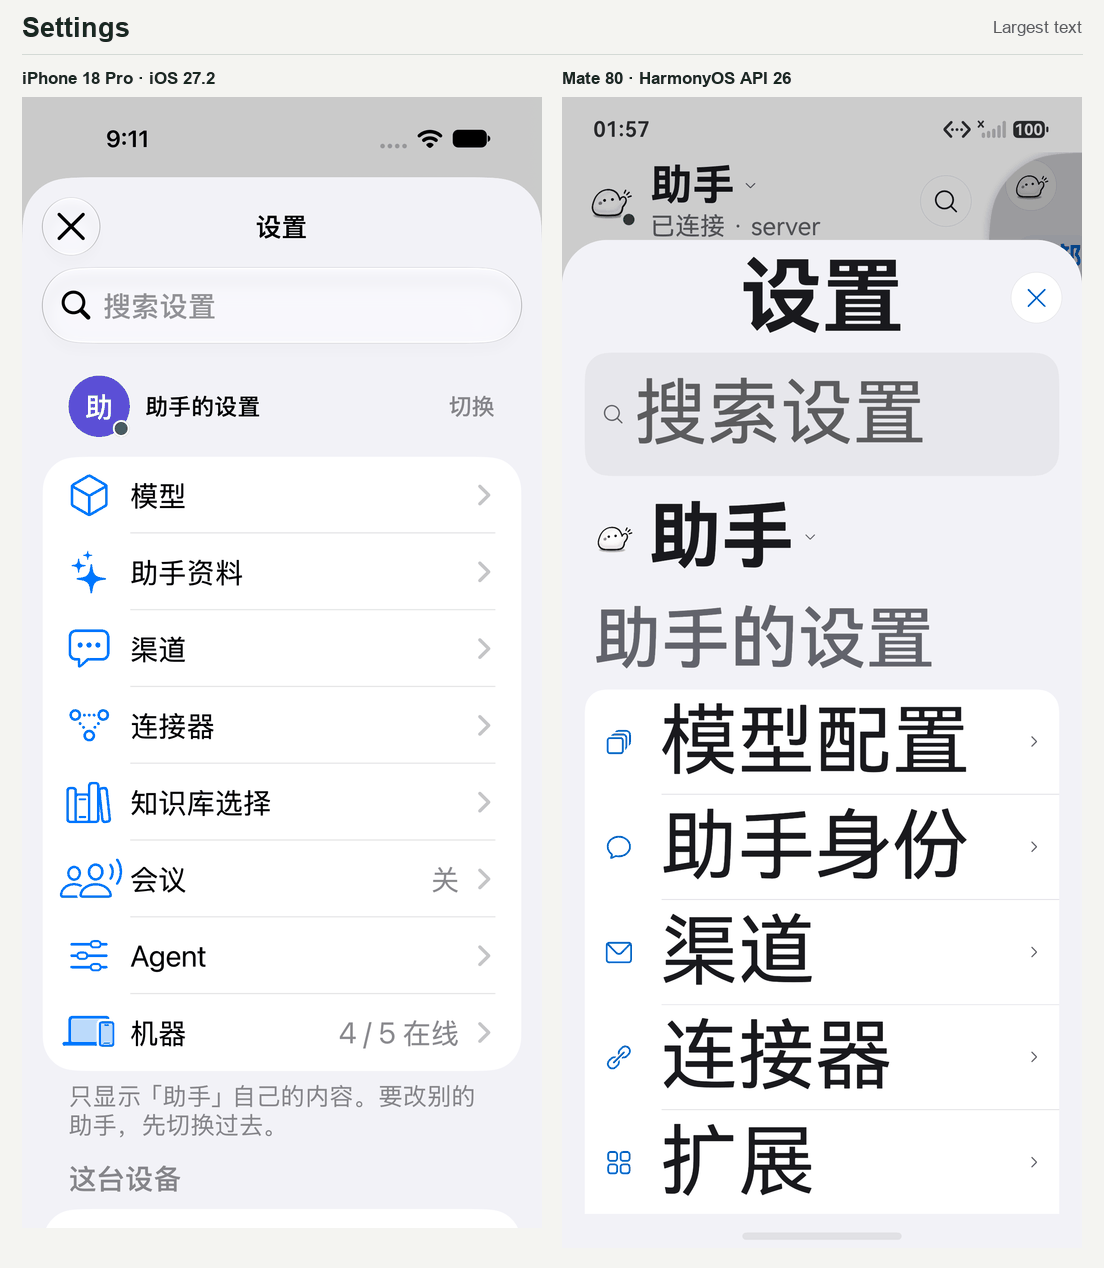 Settings
Largest text
iPhone 18 Pro · iOS 27.2
9:11
设置
搜索设置
助
助手的设置
切换
模型
助手资料
渠道
连接器
知识库选择
会议
关
Agent
机器
4 / 5 在线
只显示「助手」自己的内容。要改别的
助手，先切换过去。
这台设备
Mate 80 · HarmonyOS API 26
01:57
100
助手
已连接 · server
设置
搜索设置
助手
助手的设置
模型配置
助手身份
渠道
连接器
扩展